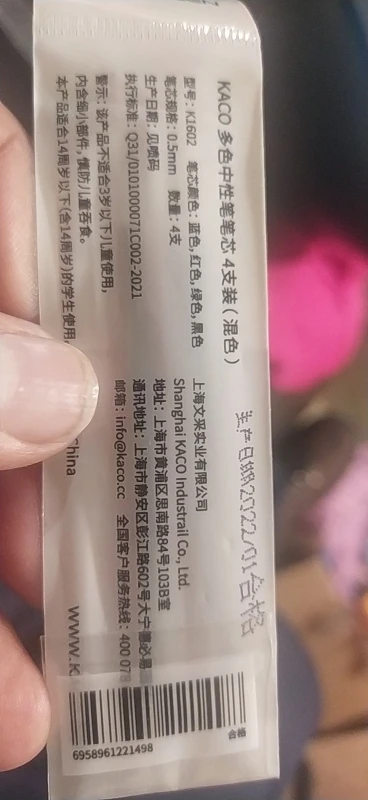 KACO 多色中性笔笔芯 4支装 (混色)
型号: K1602 笔芯颜色: 蓝色, 红色, 绿色, 黑色
笔芯规格: 0.5mm 数量: 4支
生产日期: 见喷码
执行标准: Q31/0101000071C002-2021
警示: 该产品不适合3岁以下儿童使用,
内含细小部件, 慎防儿童吞食。
本产品适合14周岁以下(含14周岁)的学生使用,
生产日期2022/01合格
上海文采实业有限公司
Shanghai KACO Industrail Co., Ltd.
地址: 上海市黄浦区思南路84号103B室
通讯地址: 上海市静安区彭江路602号大宁德必易
邮箱: info@kaco.cc 全国客户服务热线: 400 078
China
www.k
合格
6958961221498